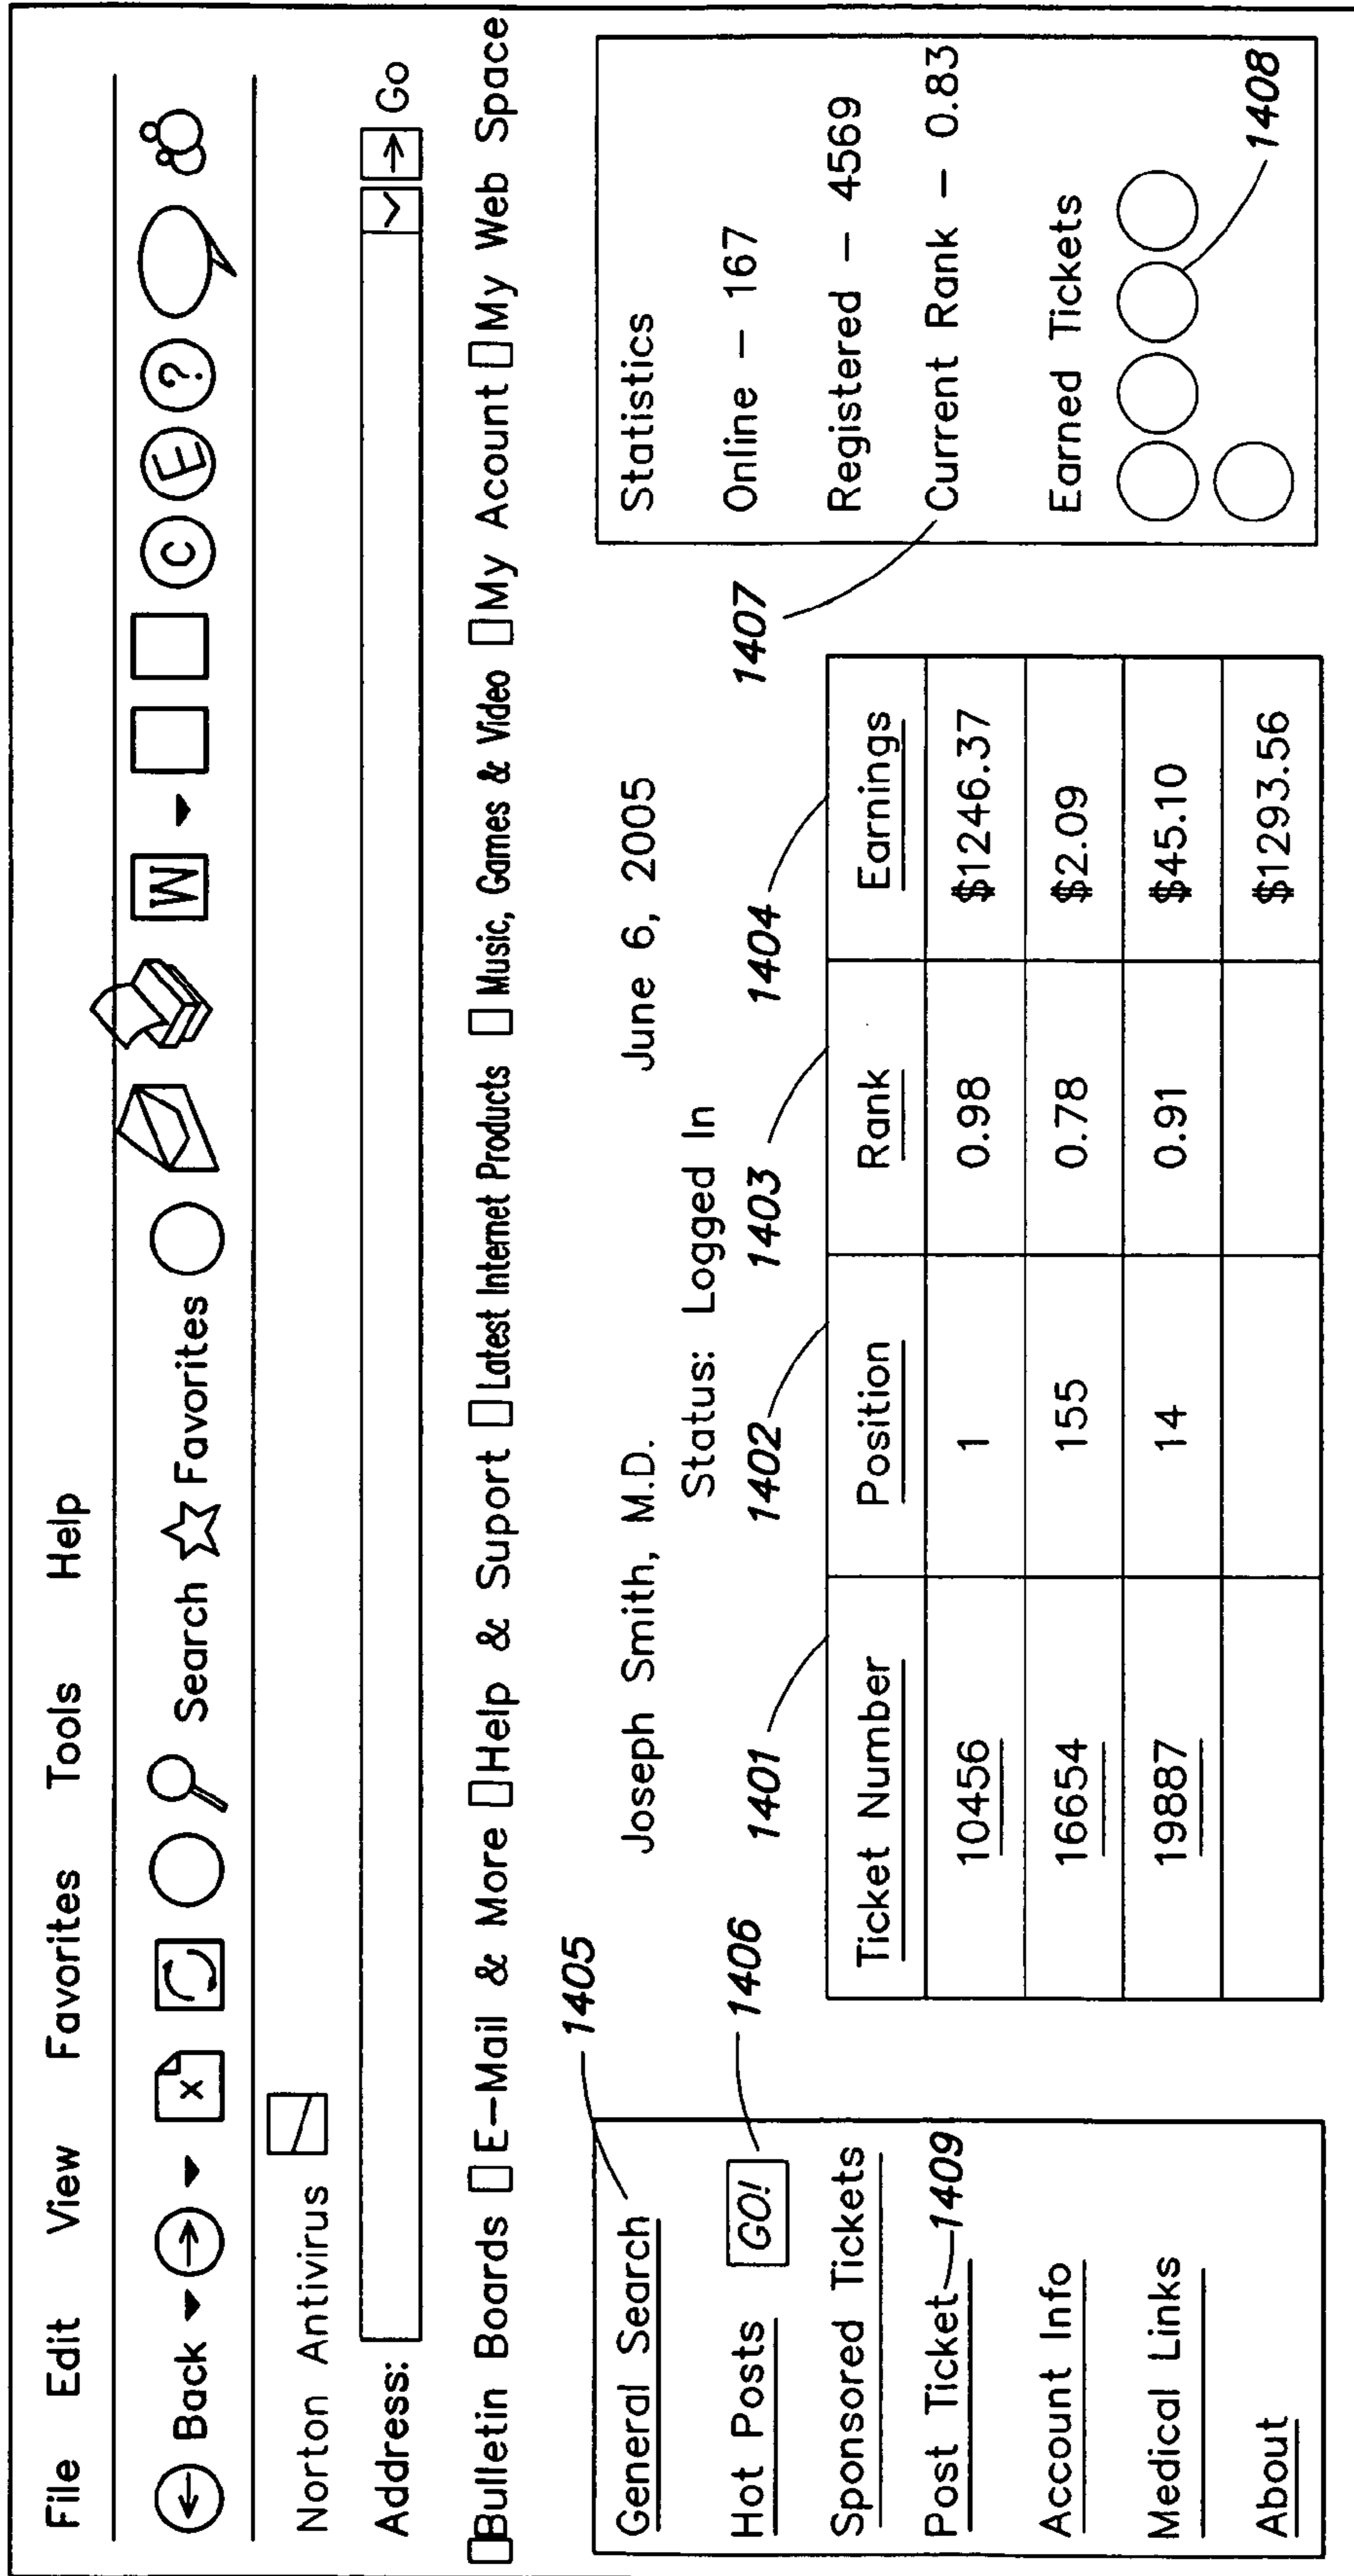 File Edit View Favorites Tools Help
Back x Search Favorites W C E ?
Norton Antivirus
Address: Go
Bulletin Boards E-Mail & More Help & Support Latest Internet Products Music, Games & Video My Account My Web Space
1405
General Search
Hot Posts GO! 1406
Sponsored Tickets
Post Ticket 1409
Account Info
Medical Links
About
Joseph Smith, M.D. June 6, 2005
Status: Logged In
1401 1402 1403 1404
Ticket Number Position Rank Earnings
10456 1 0.98 $1246.37
16654 155 0.78 $2.09
19887 14 0.91 $45.10
$1293.56
1407
Statistics
Online – 167
Registered – 4569
Current Rank – 0.83
Earned Tickets
1408